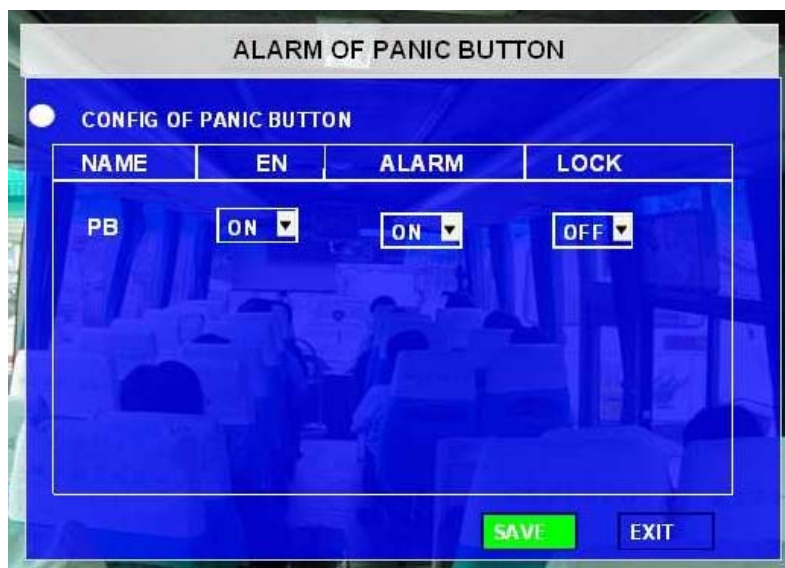 ALARM OF PANIC BUTTON
CONFIG OF PANIC BUTTON
NAME EN ALARM LOCK
PB ON ON OFF
SAVE EXIT